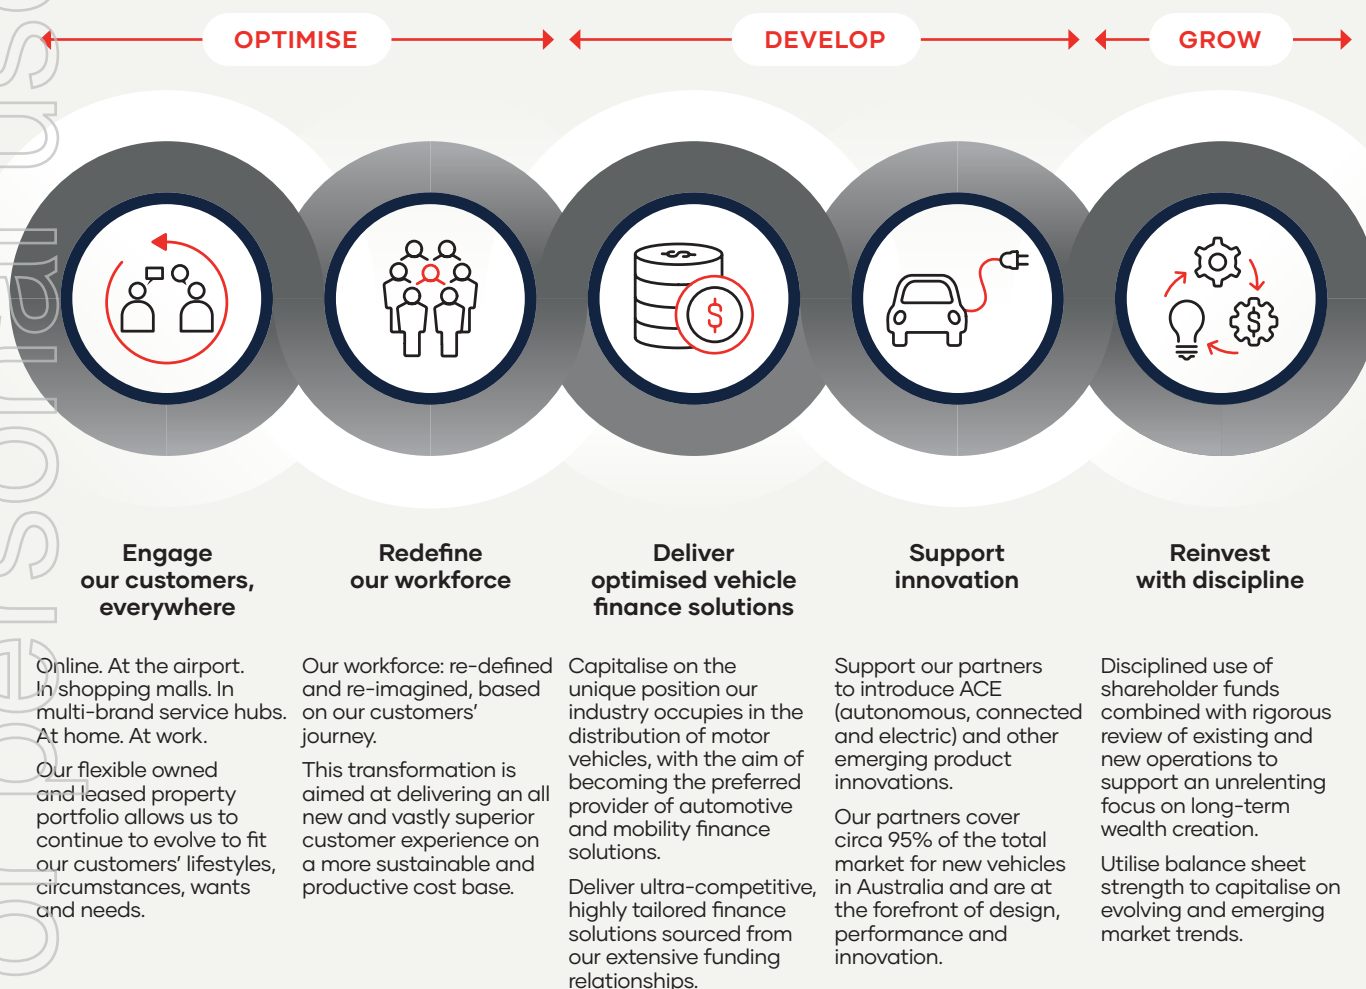 OPTIMISE
DEVELOP
GROW
Engage
our customers,
everywhere
Online. At the airport.
In shopping malls. In
multi-brand service hubs.
At home. At work.
Our flexible owned
and leased property
portfolio allows us to
continue to evolve to fit
our customers' lifestyles,
circumstances, wants
and needs.
Redefine
our workforce
Our workforce: re-defined
and re-imagined, based
on our customers'
journey.
This transformation is
aimed at delivering an all
new and vastly superior
customer experience on
a more sustainable and
productive cost base.
Deliver
optimised vehicle
finance solutions
Capitalise on the
unique position our
industry occupies in the
distribution of motor
vehicles, with the aim of
becoming the preferred
provider of automotive
and mobility finance
solutions.
Deliver ultra-competitive,
highly tailored finance
solutions sourced from
our extensive funding
relationships.
Support
innovation
Support our partners
to introduce ACE
(autonomous, connected
and electric) and other
emerging product
innovations.
Our partners cover
circa 95% of the total
market for new vehicles
in Australia and are at
the forefront of design,
performance and
innovation.
Reinvest
with discipline
Disciplined use of
shareholder funds
combined with rigorous
review of existing and
new operations to
support an unrelenting
focus on long-term
wealth creation.
Utilise balance sheet
strength to capitalise on
evolving and emerging
market trends.
or personal us